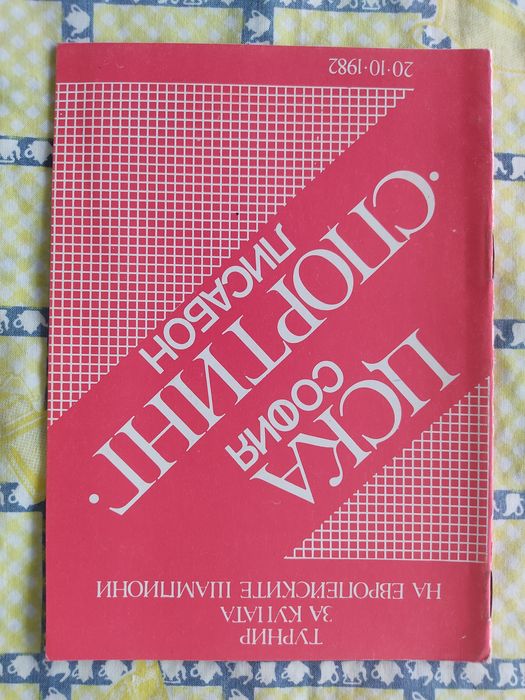 ТУРНИР
ЗА КУПАТА
НА ЕВРОПЕЙСКИТЕ ШАМПИОНИ
ЦСКА
СОФИЯ
·СПОРТИНГ·
ЛИСАБОН
20·10·1982